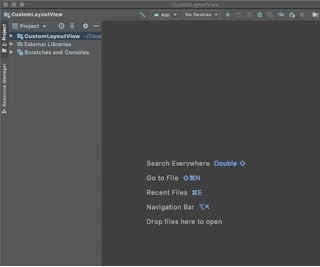 CustomLayoutView
app
No Devices
1: Project
Project
CustomLayoutView ~/Deve
External Libraries
Scratches and Consoles
Resource Manager
Search Everywhere Double ⇧
Go to File ⇧⌘N
Recent Files ⌘E
Navigation Bar ⌥↖
Drop files here to open